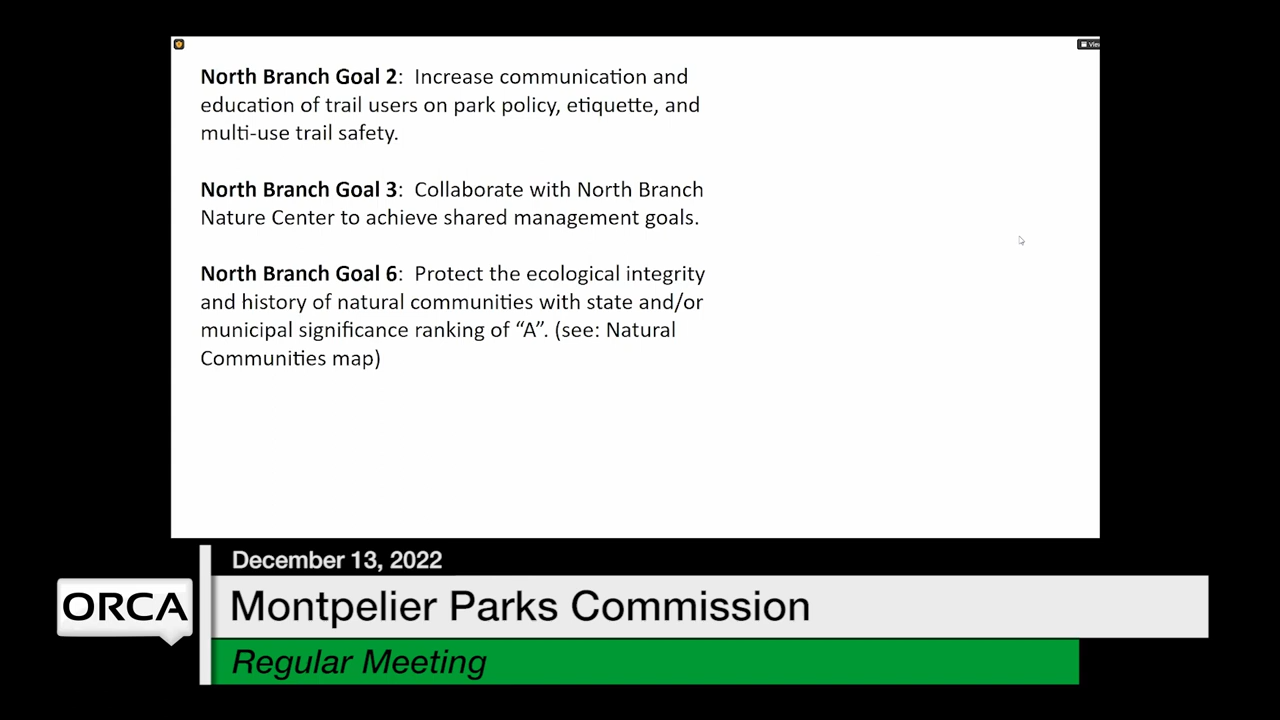 View
North Branch Goal 2:  Increase communication and
education of trail users on park policy, etiquette, and
multi-use trail safety.
North Branch Goal 3:  Collaborate with North Branch
Nature Center to achieve shared management goals.
North Branch Goal 6:  Protect the ecological integrity
and history of natural communities with state and/or
municipal significance ranking of “A”. (see: Natural
Communities map)
December 13, 2022
ORCA
Montpelier Parks Commission
Regular Meeting